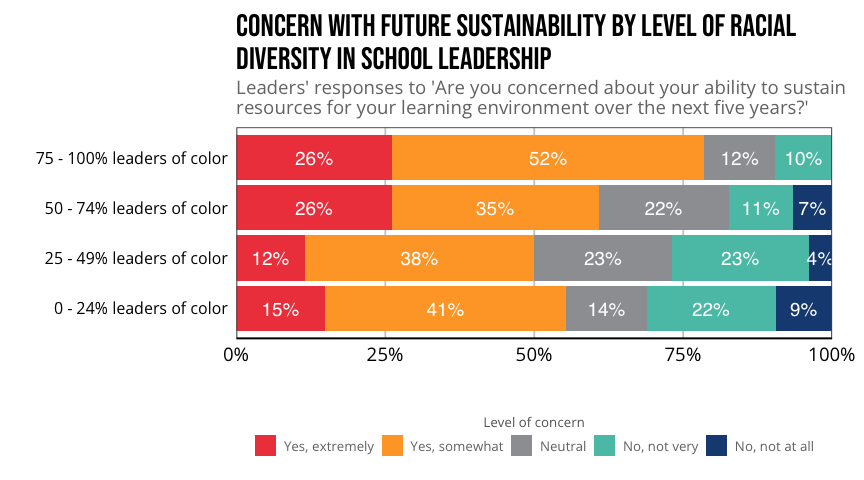 CONCERN WITH FUTURE SUSTAINABILITY BY LEVEL OF RACIAL
DIVERSITY IN SCHOOL LEADERSHIP
Leaders' responses to 'Are you concerned about your ability to sustain
resources for your learning environment over the next five years?'
75 - 100% leaders of color 26% 52% 12% 10%
50 - 74% leaders of color 26% 35% 22% 11% 7%
25 - 49% leaders of color 12% 38% 23% 23% 4%
0 - 24% leaders of color 15% 41% 14% 22% 9%
0% 25% 50% 75% 100%
Level of concern
Yes, extremely Yes, somewhat Neutral No, not very No, not at all